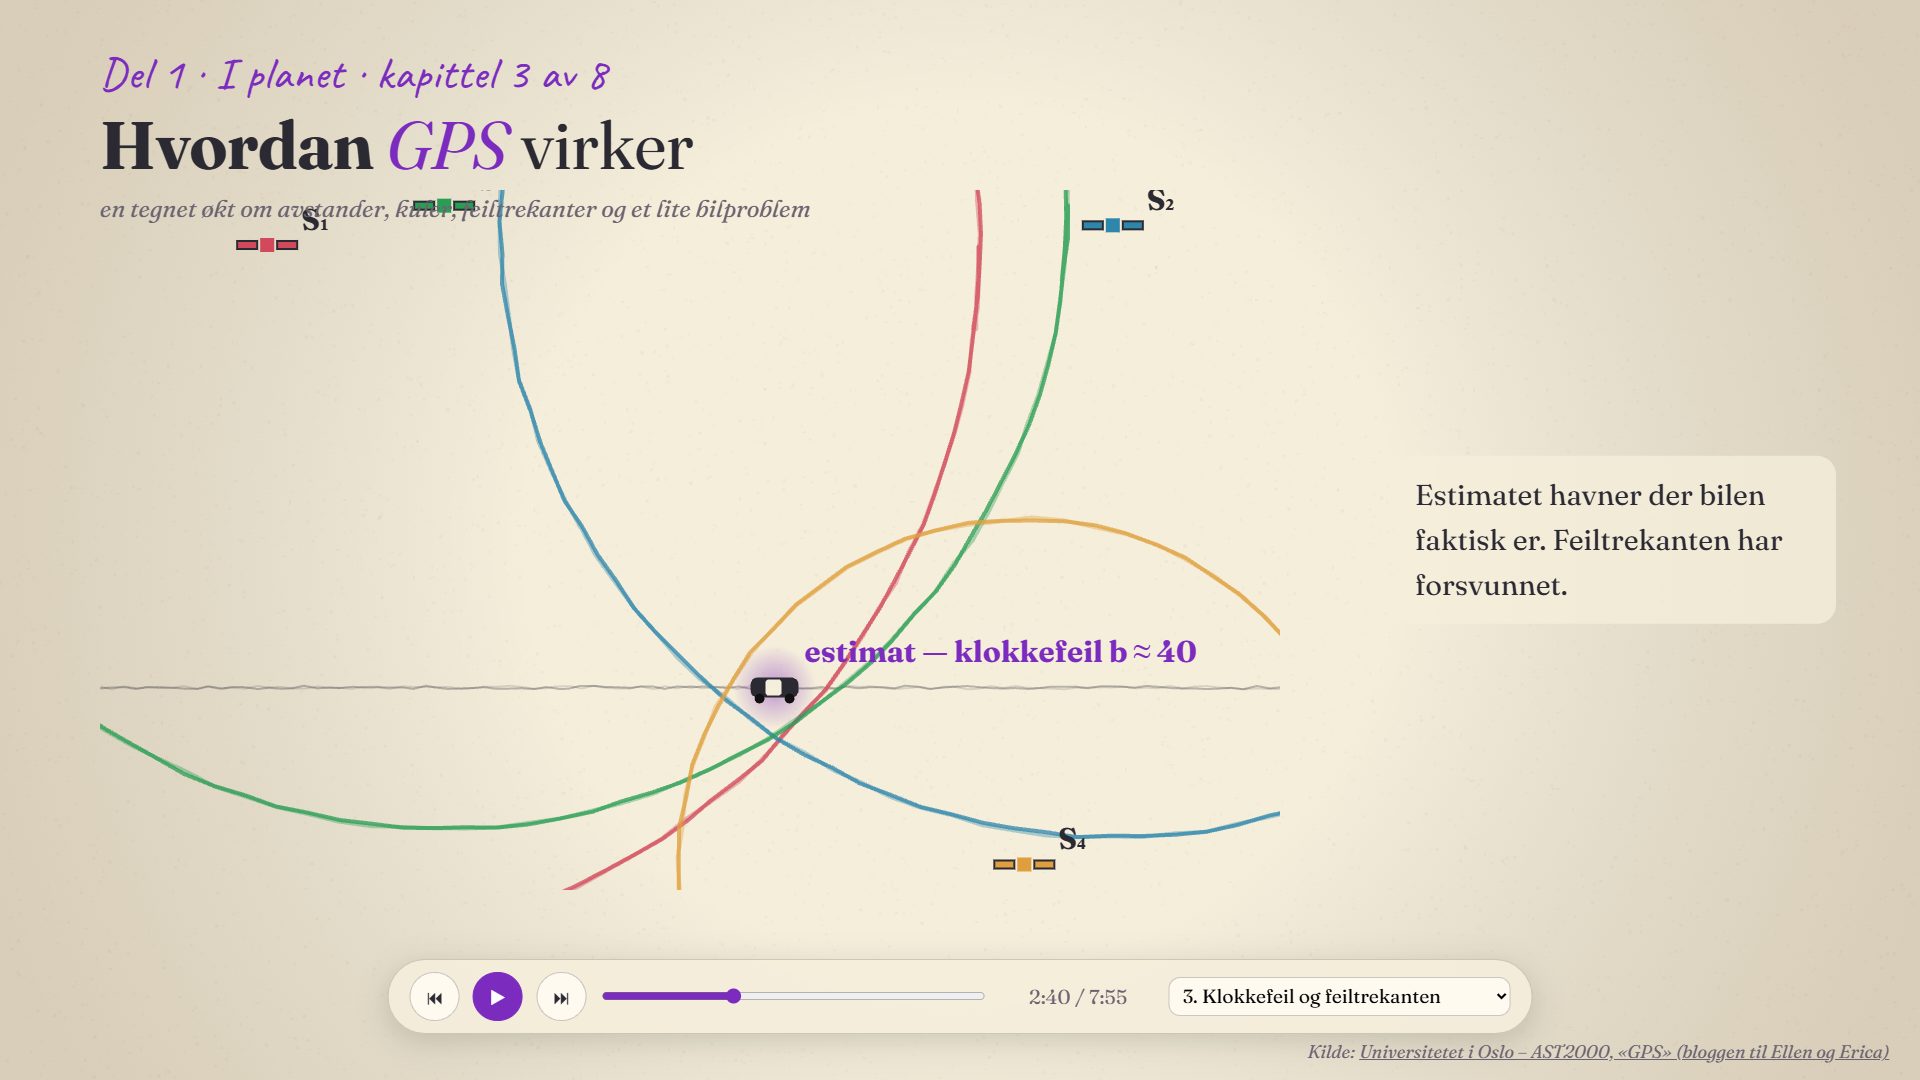 Del 1 · I planet · kapittel 3 av 8
Hvordan GPS virker
en tegnet økt om avstander, kuler, feiltrekanter og et lite bilproblem
S₁
S₂
Estimatet havner der bilen
faktisk er. Feiltrekanten har
forsvunnet.
estimat — klokkefeil b ≈ 40
S₄
2:40 / 7:55
3. Klokkefeil og feiltrekanten
Kilde: Universitetet i Oslo – AST2000, «GPS» (bloggen til Ellen og Erica)